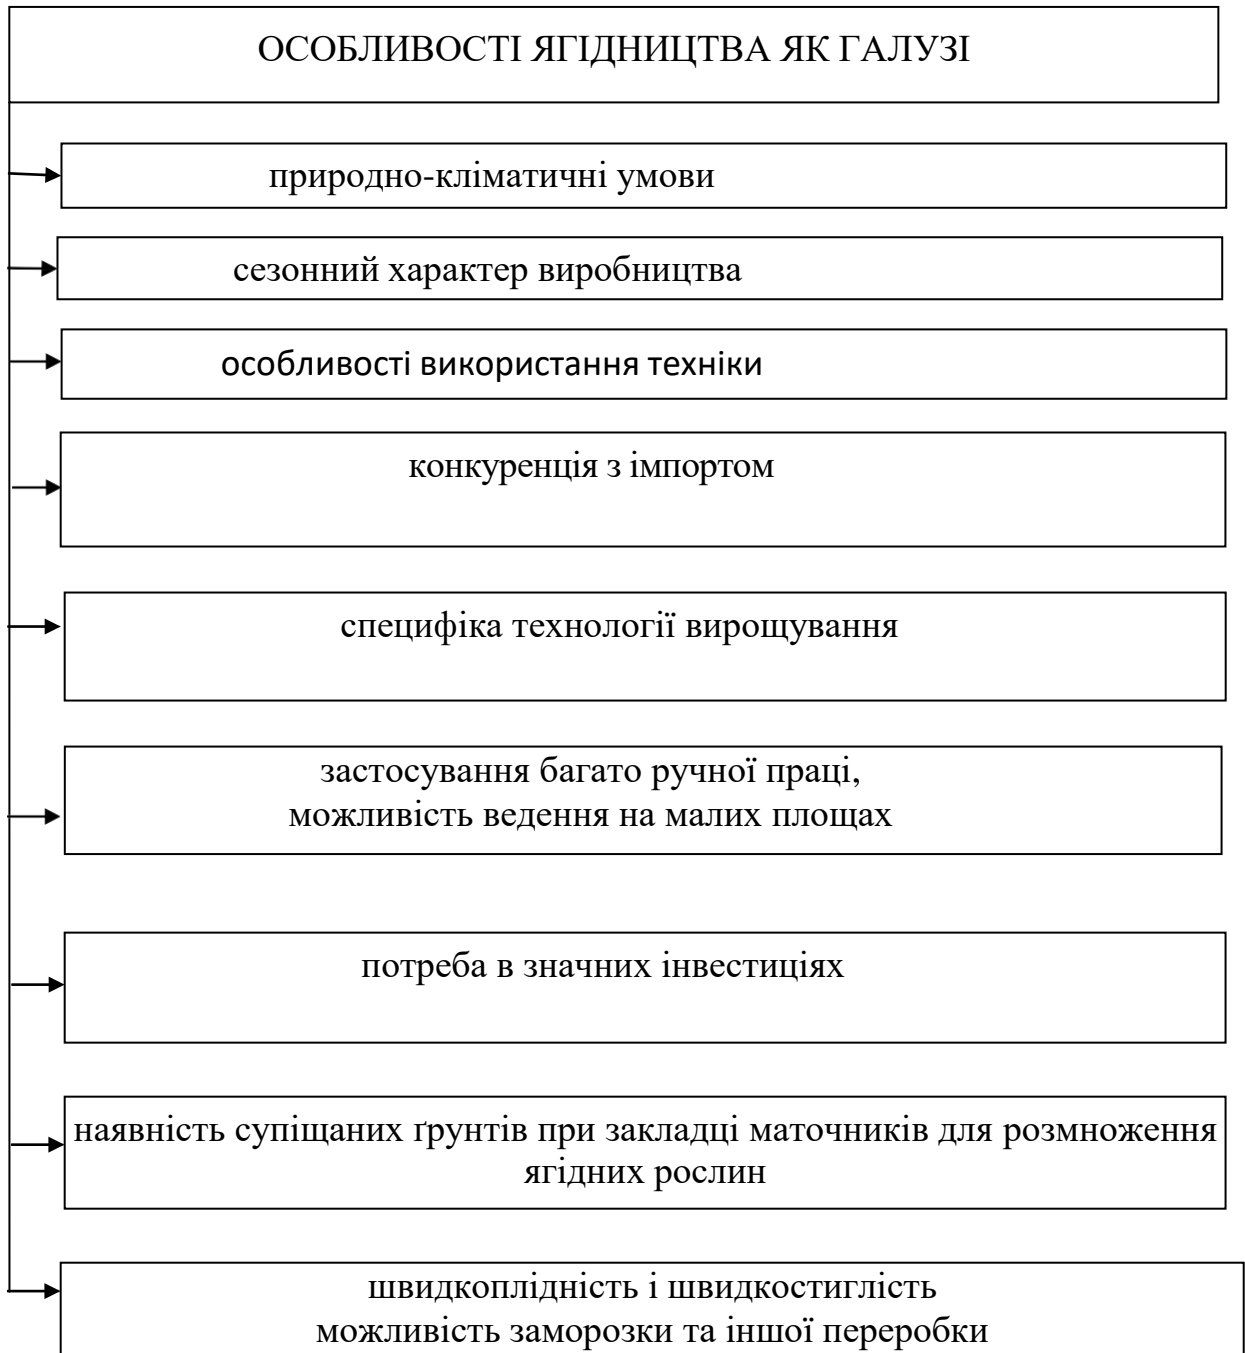 ОСОБЛИВОСТІ ЯГІДНИЦТВА ЯК ГАЛУЗІ
природно-кліматичні умови
сезонний характер виробництва
особливості використання техніки
конкуренція з імпортом
специфіка технології вирощування
застосування багато ручної праці,
можливість ведення на малих площах
потреба в значних інвестиціях
наявність супіщаних ґрунтів при закладці маточників для розмноження
ягідних рослин
швидкоплідність і швидкостиглість
можливість заморозки та іншої переробки